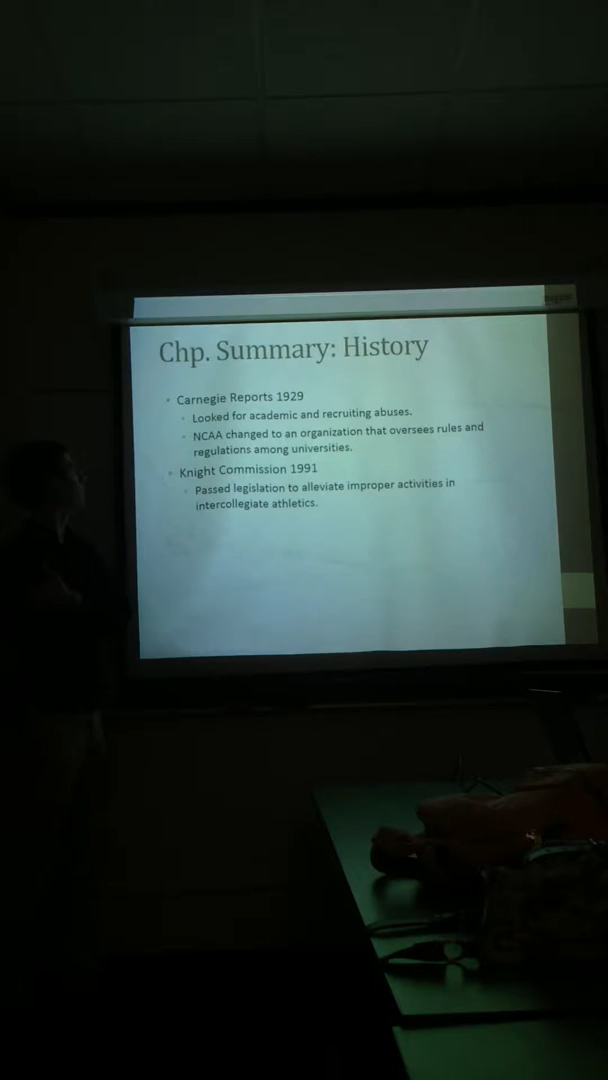 Chp. Summary: History
Carnegie Reports 1929
Looked for academic and recruiting abuses.
NCAA changed to an organization that oversees rules and
regulations among universities.
Knight Commission 1991
Passed legislation to alleviate improper activities in
intercollegiate athletics.